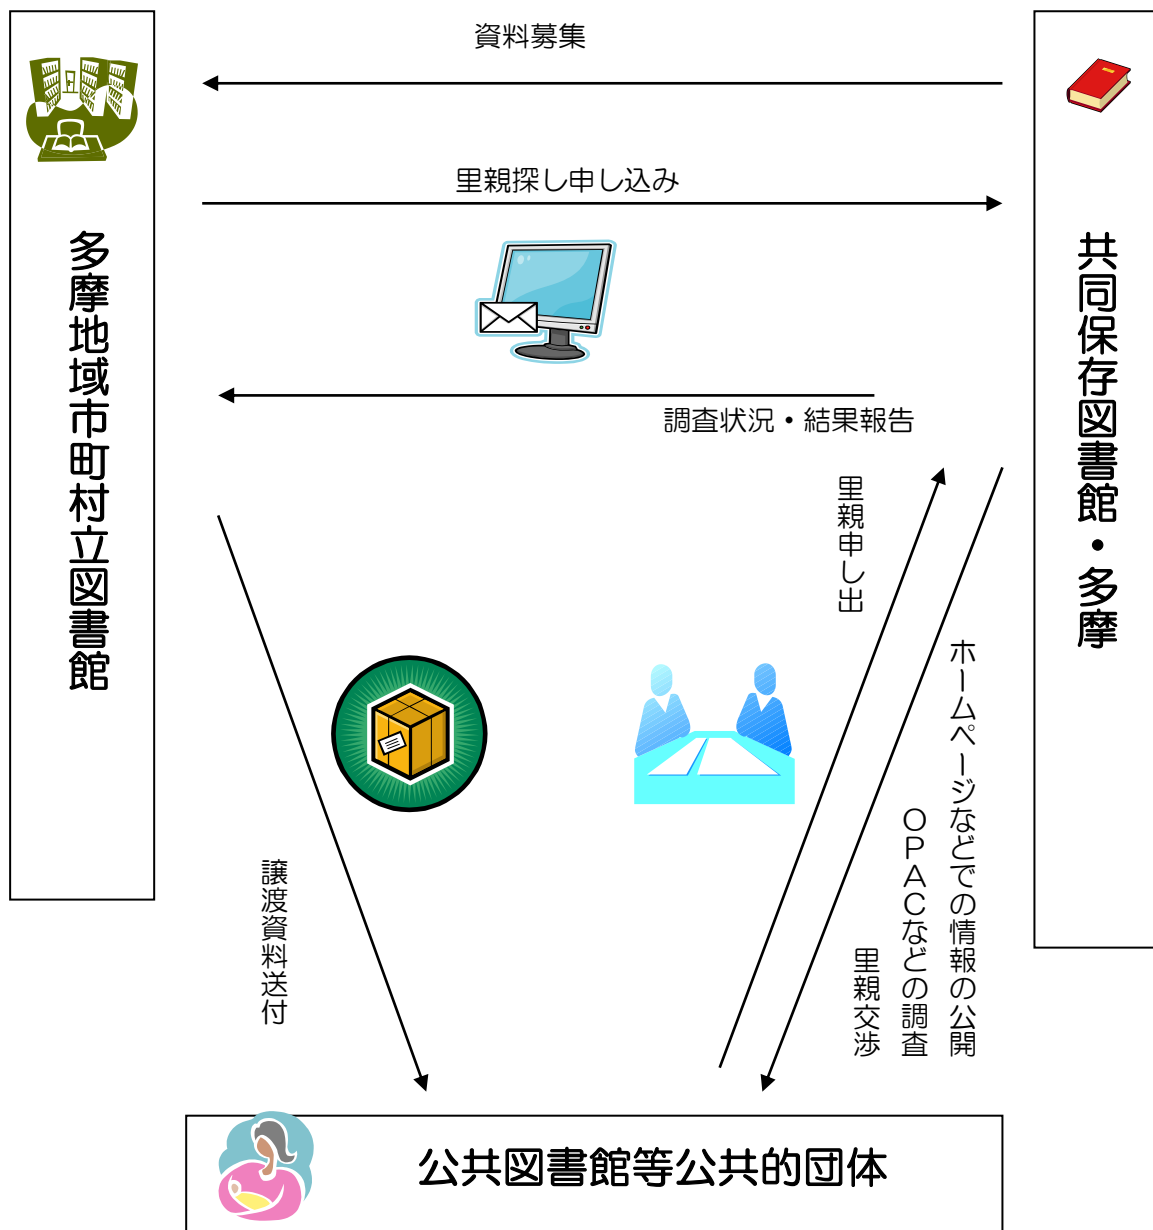 資料募集
里親探し申し込み
多摩地域市町村立図書館
共同保存図書館・多摩
調査状況・結果報告
里親申し出
ホームページなどでの情報の公開
OPACなどの調査
里親交渉
譲渡資料送付
公共図書館等公共的団体